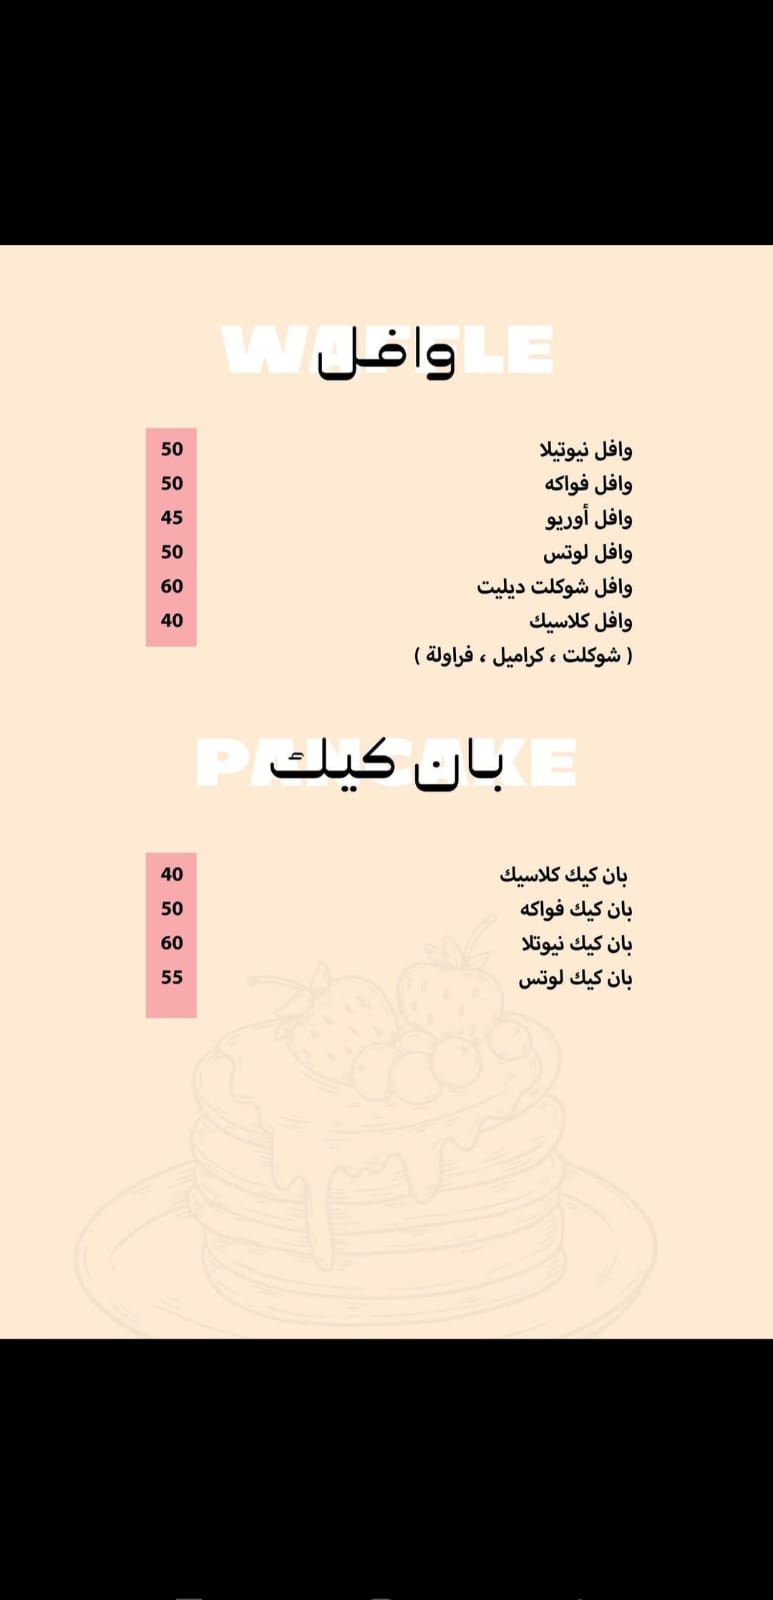 WAFFLE
وافل
وافل نيوتيلا 50
وافل فواكه 50
وافل أوريو 45
وافل لوتس 50
وافل شوكلت ديليت 60
وافل كلاسيك 40
( شوكلت ، كراميل ، فراولة )
PANCAKE
بان كيك
بان كيك كلاسيك 40
بان كيك فواكه 50
بان كيك نيوتلا 60
بان كيك لوتس 55